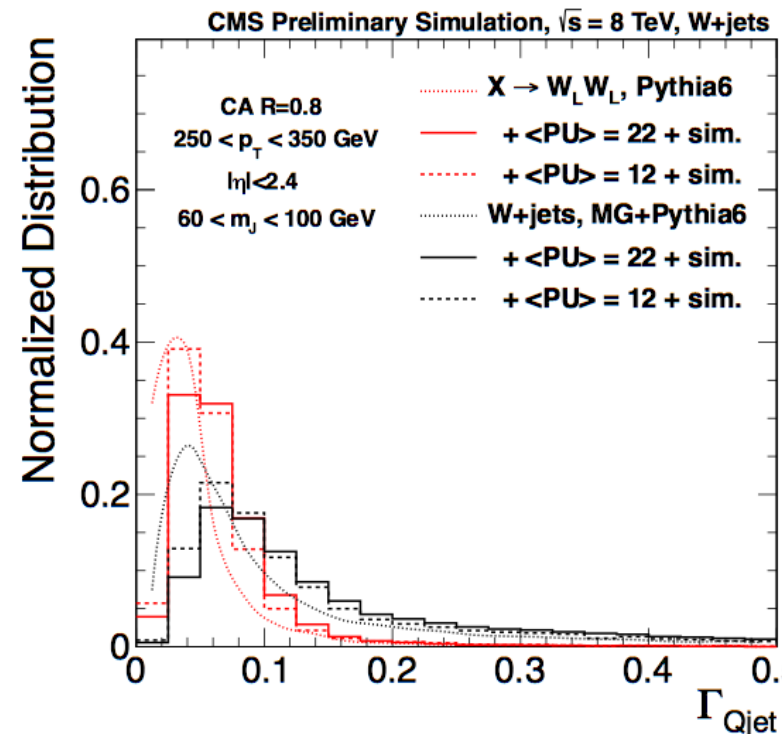 CMS Preliminary Simulation, √s = 8 TeV, W+jets
CA R=0.8
250 < p_T < 350 GeV
|η|<2.4
60 < m_J < 100 GeV
X → W_L W_L, Pythia6
+ <PU> = 22 + sim.
+ <PU> = 12 + sim.
W+jets, MG+Pythia6
+ <PU> = 22 + sim.
+ <PU> = 12 + sim.
Normalized Distribution
0.6
0.4
0.2
0
0 0.1 0.2 0.3 0.4 0.
Γ_Qjet